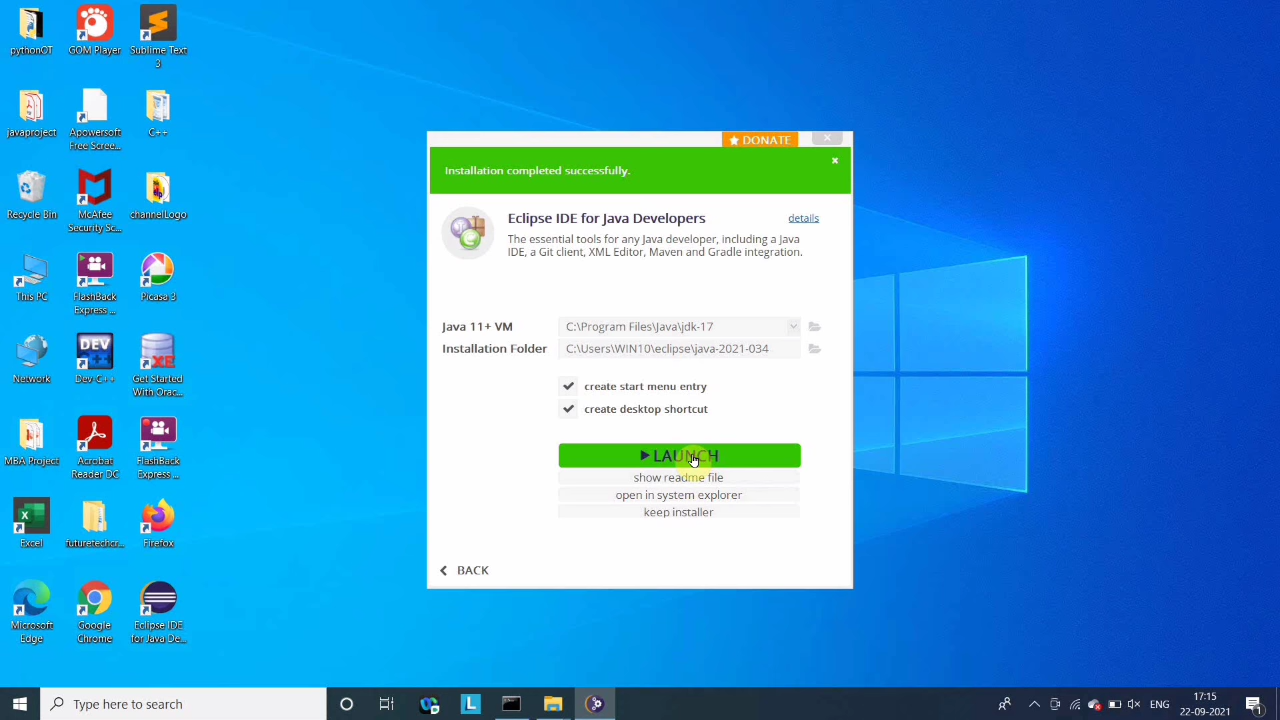 pythonOT
GOM Player
Sublime Text
3
Javaproject
Apowersoft
Free Scree...
C++
Recycle Bin
McAfee
Security Sc...
channelLogo
This PC
FlashBack
Express ...
Picasa 3
Network
DEV
C++
Dev-C++
Get Started
With Orac...
MBA Project
Acrobat
Reader DC
FlashBack
Express ...
Excel
futuretechcr...
Firefox
Microsoft
Edge
Google
Chrome
Eclipse IDE
for Java De...
DONATE
Installation completed successfully.
Eclipse IDE for Java Developers
details
The essential tools for any Java developer, including a Java
IDE, a Git client, XML Editor, Maven and Gradle integration.
Java 11+ VM
C:\Program Files\Java\jdk-17
Installation Folder
C:\Users\WIN10\eclipse\java-2021-034
create start menu entry
create desktop shortcut
LAUNCH
show readme file
open in system explorer
keep installer
BACK
Type here to search
L
ENG
17:15
22-09-2021
1